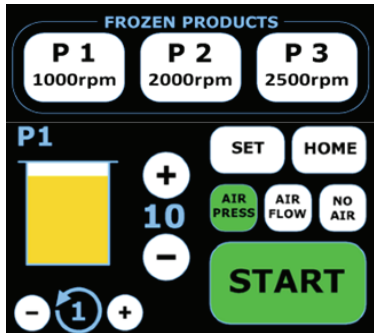 FROZEN PRODUCTS
P 1
1000rpm
P 2
2000rpm
P 3
2500rpm
P1
+
10
−
SET
HOME
AIR
PRESS
AIR
FLOW
NO
AIR
START
− 1 +